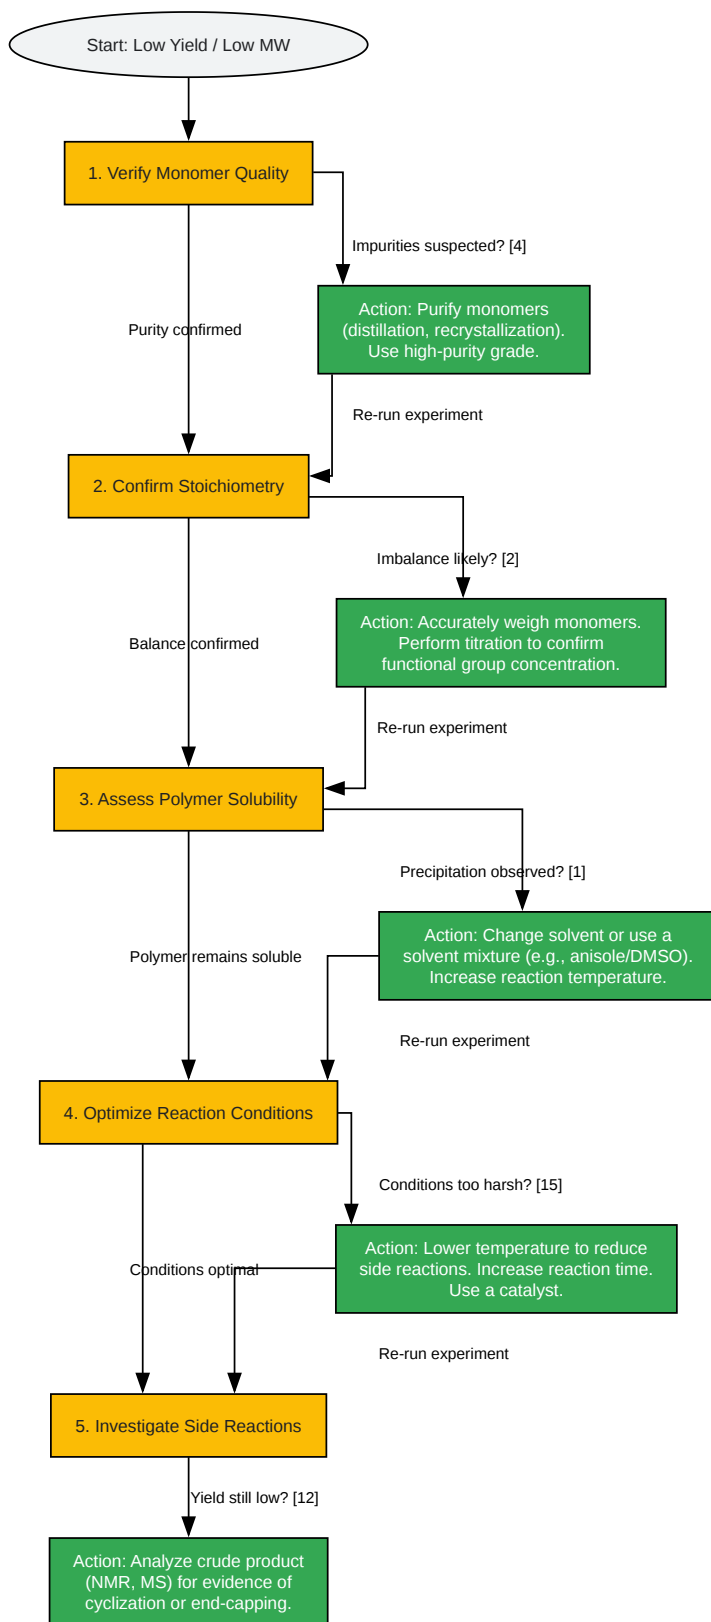 Start: Low Yield / Low MW
1. Verify Monomer Quality
Impurities suspected? [4]
Action: Purify monomers
(distillation, recrystallization).
Use high-purity grade.
Purity confirmed
Re-run experiment
2. Confirm Stoichiometry
Imbalance likely? [2]
Action: Accurately weigh monomers.
Perform titration to confirm
functional group concentration.
Balance confirmed
Re-run experiment
3. Assess Polymer Solubility
Precipitation observed? [1]
Action: Change solvent or use a
solvent mixture (e.g., anisole/DMSO).
Increase reaction temperature.
Polymer remains soluble
Re-run experiment
4. Optimize Reaction Conditions
Conditions too harsh? [15]
Action: Lower temperature to reduce
side reactions. Increase reaction time.
Use a catalyst.
Conditions optimal
Re-run experiment
5. Investigate Side Reactions
Yield still low? [12]
Action: Analyze crude product
(NMR, MS) for evidence of
cyclization or end-capping.